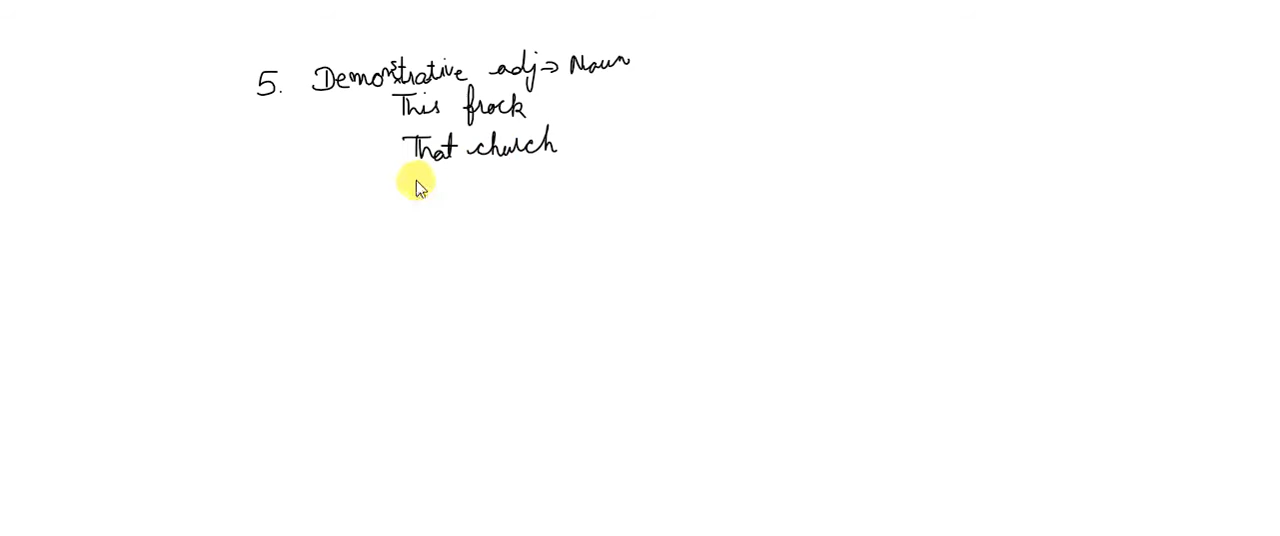 5. Demonstrative adj ⇒ Noun
This frock
That church